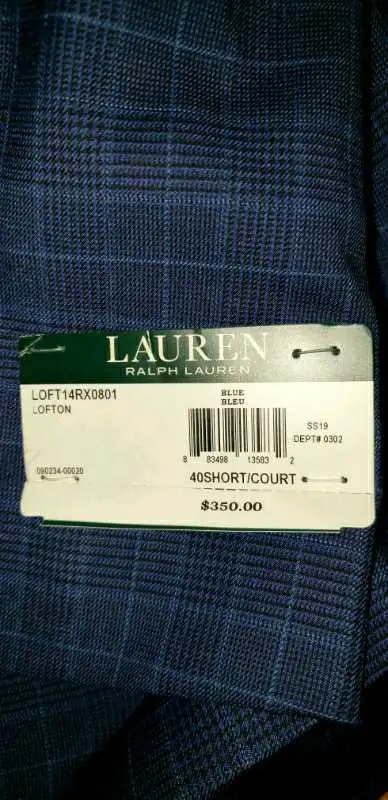 LAUREN
RALPH LAUREN
LOFT14RX0801
LOFTON
BLUE
BLEU
SS19
DEPT# 0302
8 83498 13583 2
090234-00020
40SHORT/COURT
$350.00